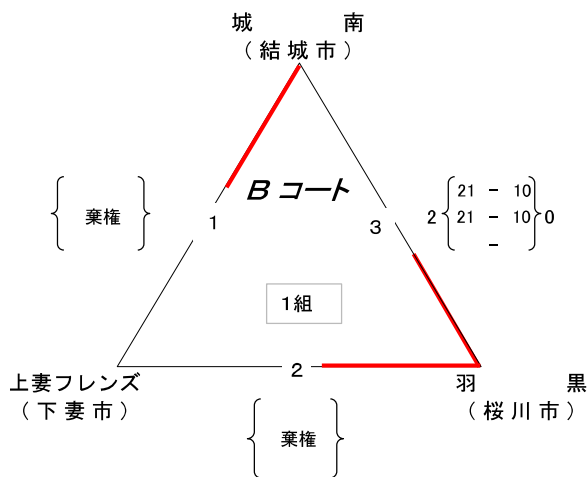 城 南
（結城市）
Bコート
棄権
1
3
2 21 － 10 0
21 － 10
－
1組
上妻フレンズ
（下妻市）
2
羽 黒
（桜川市）
棄権